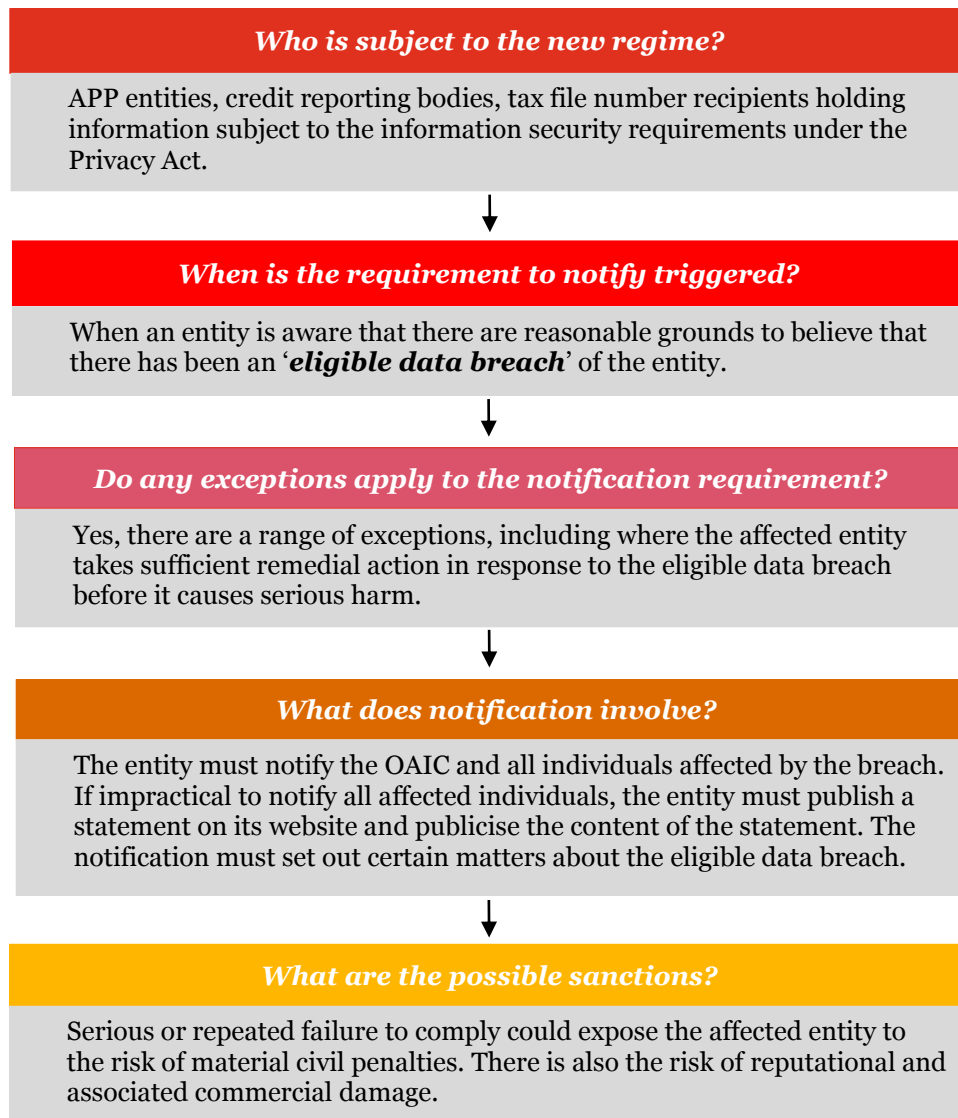 Who is subject to the new regime?
APP entities, credit reporting bodies, tax file number recipients holding
information subject to the information security requirements under the
Privacy Act.
When is the requirement to notify triggered?
When an entity is aware that there are reasonable grounds to believe that
there has been an ‘eligible data breach’ of the entity.
Do any exceptions apply to the notification requirement?
Yes, there are a range of exceptions, including where the affected entity
takes sufficient remedial action in response to the eligible data breach
before it causes serious harm.
What does notification involve?
The entity must notify the OAIC and all individuals affected by the breach.
If impractical to notify all affected individuals, the entity must publish a
statement on its website and publicise the content of the statement. The
notification must set out certain matters about the eligible data breach.
What are the possible sanctions?
Serious or repeated failure to comply could expose the affected entity to
the risk of material civil penalties. There is also the risk of reputational and
associated commercial damage.